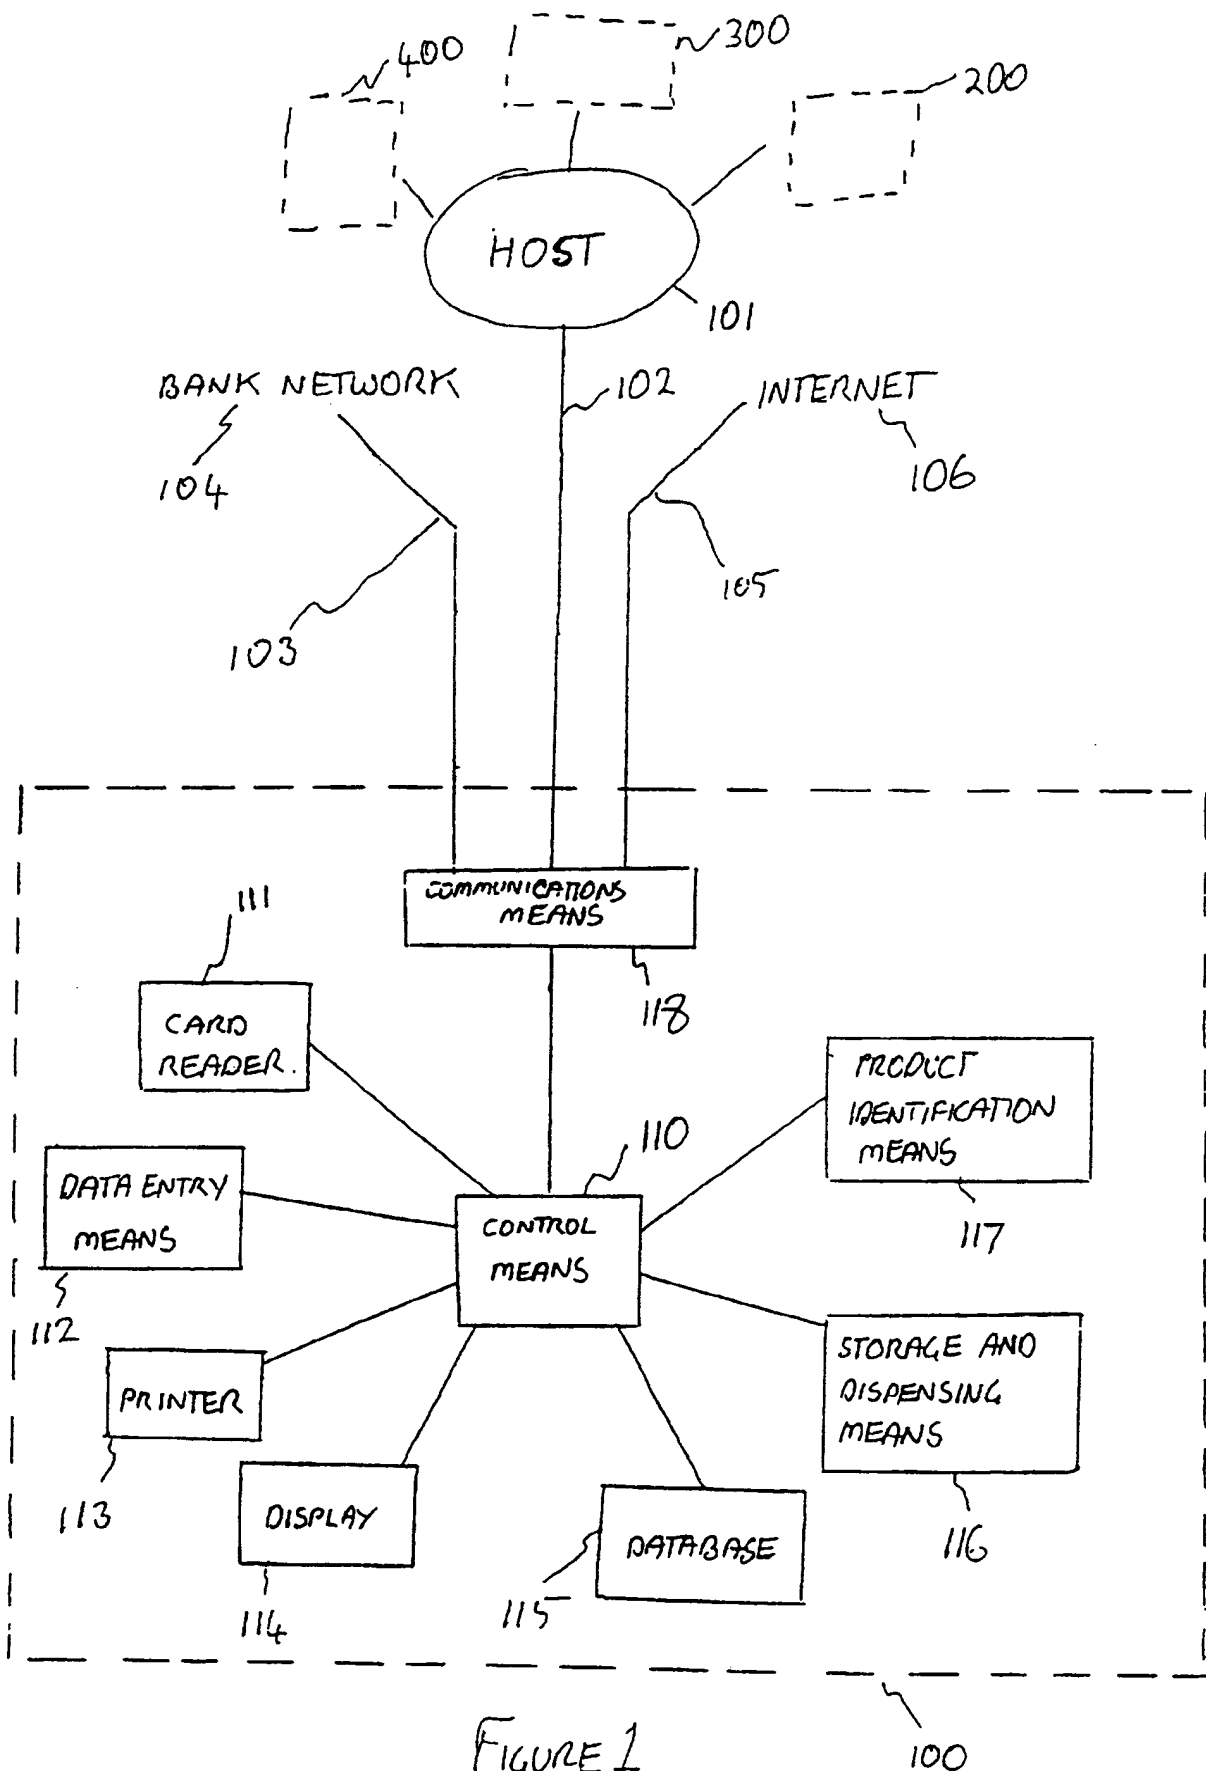 400
300
200
HOST
101
BANK NETWORK
102
INTERNET
104
106
103
105
COMMUNICATIONS
MEANS
118
111
CARD
READER.
PRODUCT
IDENTIFICATION
MEANS
117
110
CONTROL
MEANS
DATA ENTRY
MEANS
112
PRINTER
113
DISPLAY
114
DATABASE
115
STORAGE AND
DISPENSING
MEANS
116
FIGURE 1
100